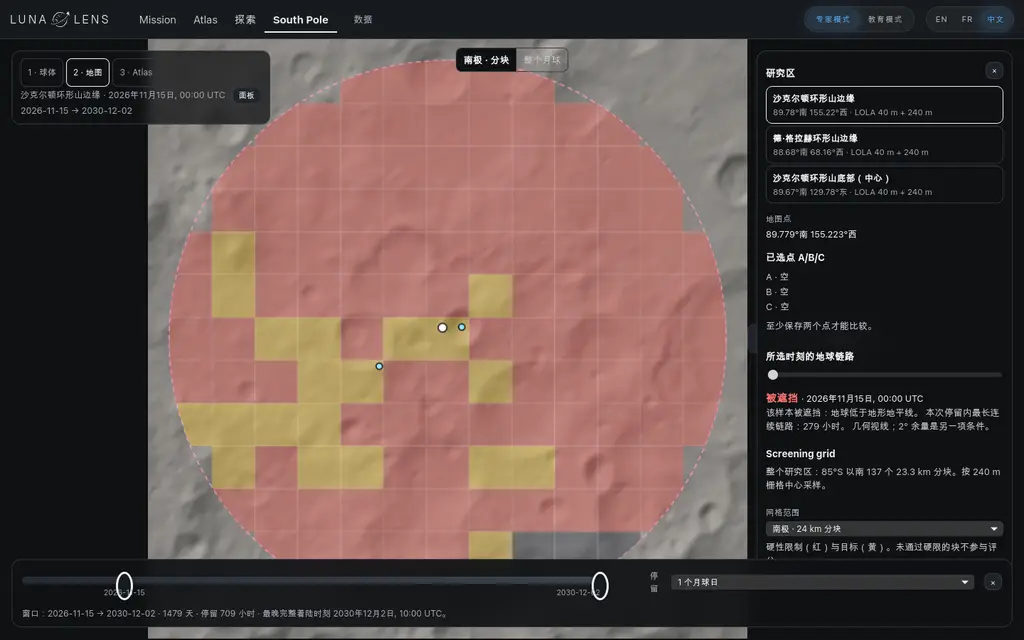 LUNA LENS
Mission Atlas 探索 South Pole 数据
专家模式 教育模式 EN FR 中文
1 · 球体 2 · 地图 3 · Atlas
沙克尔顿环形山边缘 · 2026年11月15日, 00:00 UTC 面板
2026-11-15 → 2030-12-02
南极 · 分块 整个月球
研究区 ×
沙克尔顿环形山边缘
89.78°南 155.22°西 · LOLA 40 m + 240 m
德·格拉赫环形山边缘
88.68°南 68.16°西 · LOLA 40 m + 240 m
沙克尔顿环形山底部（中心）
89.67°南 129.78°东 · LOLA 40 m + 240 m
地图点
89.779°南 155.223°西
已选点 A/B/C
A · 空
B · 空
C · 空
至少保存两个点才能比较。
所选时刻的地球链路
被遮挡 · 2026年11月15日, 00:00 UTC
该样本被遮挡：地球低于地形地平线。 本次停留内最长连
续链路：279 小时。 几何视线；2° 余量是另一项条件。
Screening grid
整个研究区：85°S 以南 137 个 23.3 km 分块。按 240 m
栅格中心采样。
网格范围
南极 · 24 km 分块
硬性限制（红）与目标（黄）。未通过硬限的块不参与评
2026-11-15 2030-12-02
停
留
1 个月球日 ×
窗口：2026-11-15 → 2030-12-02 · 1479 天 · 停留 709 小时 · 最晚完整着陆时刻 2030年12月2日, 10:00 UTC。